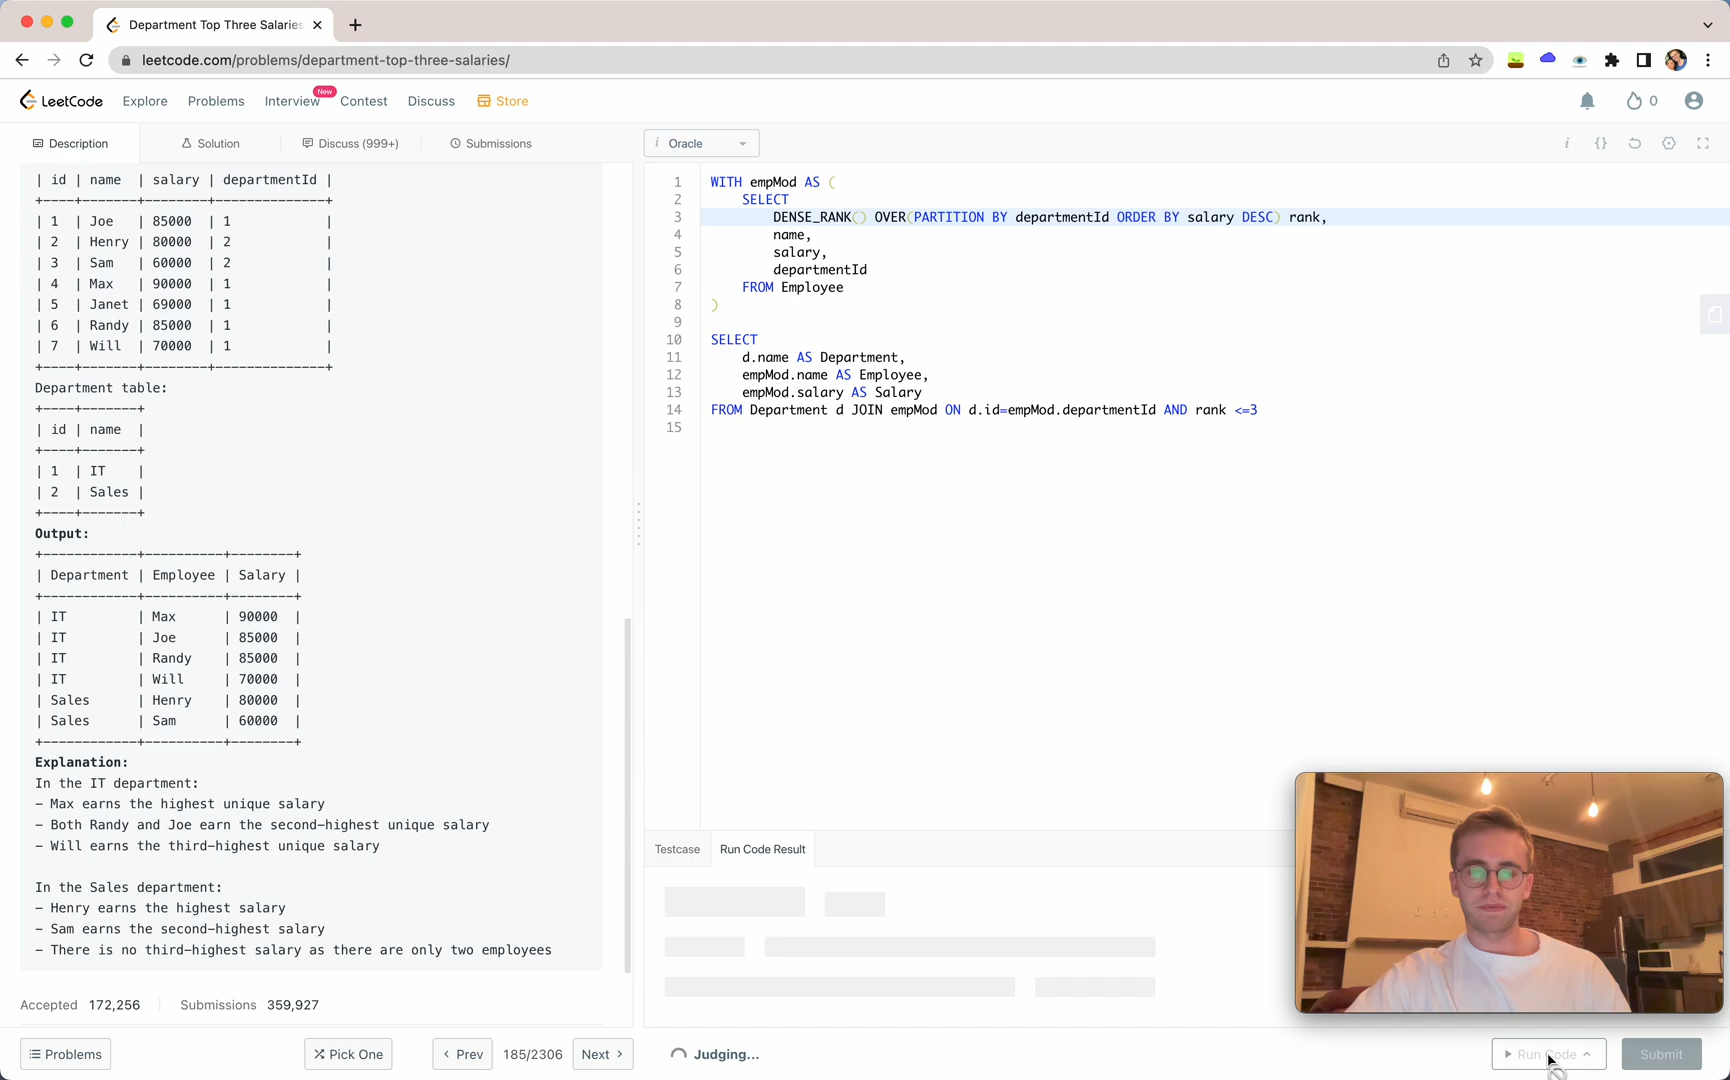 Department Top Three Salaries
leetcode.com/problems/department-top-three-salaries/
LeetCode
Explore
Problems
Interview
New
Contest
Discuss
Store
0
Description
Solution
Discuss (999+)
Submissions
i Oracle
i {}
| id | name | salary | departmentId |
+----+-------+--------+--------------+
| 1 | Joe | 85000 | 1 |
| 2 | Henry | 80000 | 2 |
| 3 | Sam | 60000 | 2 |
| 4 | Max | 90000 | 1 |
| 5 | Janet | 69000 | 1 |
| 6 | Randy | 85000 | 1 |
| 7 | Will | 70000 | 1 |
+----+-------+--------+--------------+
Department table:
+----+-------+
| id | name |
+----+-------+
| 1 | IT |
| 2 | Sales |
+----+-------+
Output:
+------------+----------+--------+
| Department | Employee | Salary |
+------------+----------+--------+
| IT | Max | 90000 |
| IT | Joe | 85000 |
| IT | Randy | 85000 |
| IT | Will | 70000 |
| Sales | Henry | 80000 |
| Sales | Sam | 60000 |
+------------+----------+--------+
Explanation:
In the IT department:
- Max earns the highest unique salary
- Both Randy and Joe earn the second-highest unique salary
- Will earns the third-highest unique salary
In the Sales department:
- Henry earns the highest salary
- Sam earns the second-highest salary
- There is no third-highest salary as there are only two employees
Accepted 172,256
Submissions 359,927
Problems
Pick One
Prev
185/2306
Next
1 WITH empMod AS (
2 SELECT
3 DENSE_RANK() OVER(PARTITION BY departmentId ORDER BY salary DESC) rank,
4 name,
5 salary,
6 departmentId
7 FROM Employee
8 )
9
10 SELECT
11 d.name AS Department,
12 empMod.name AS Employee,
13 empMod.salary AS Salary
14 FROM Department d JOIN empMod ON d.id=empMod.departmentId AND rank <=3
15
Testcase
Run Code Result
Judging...
Run Code
Submit